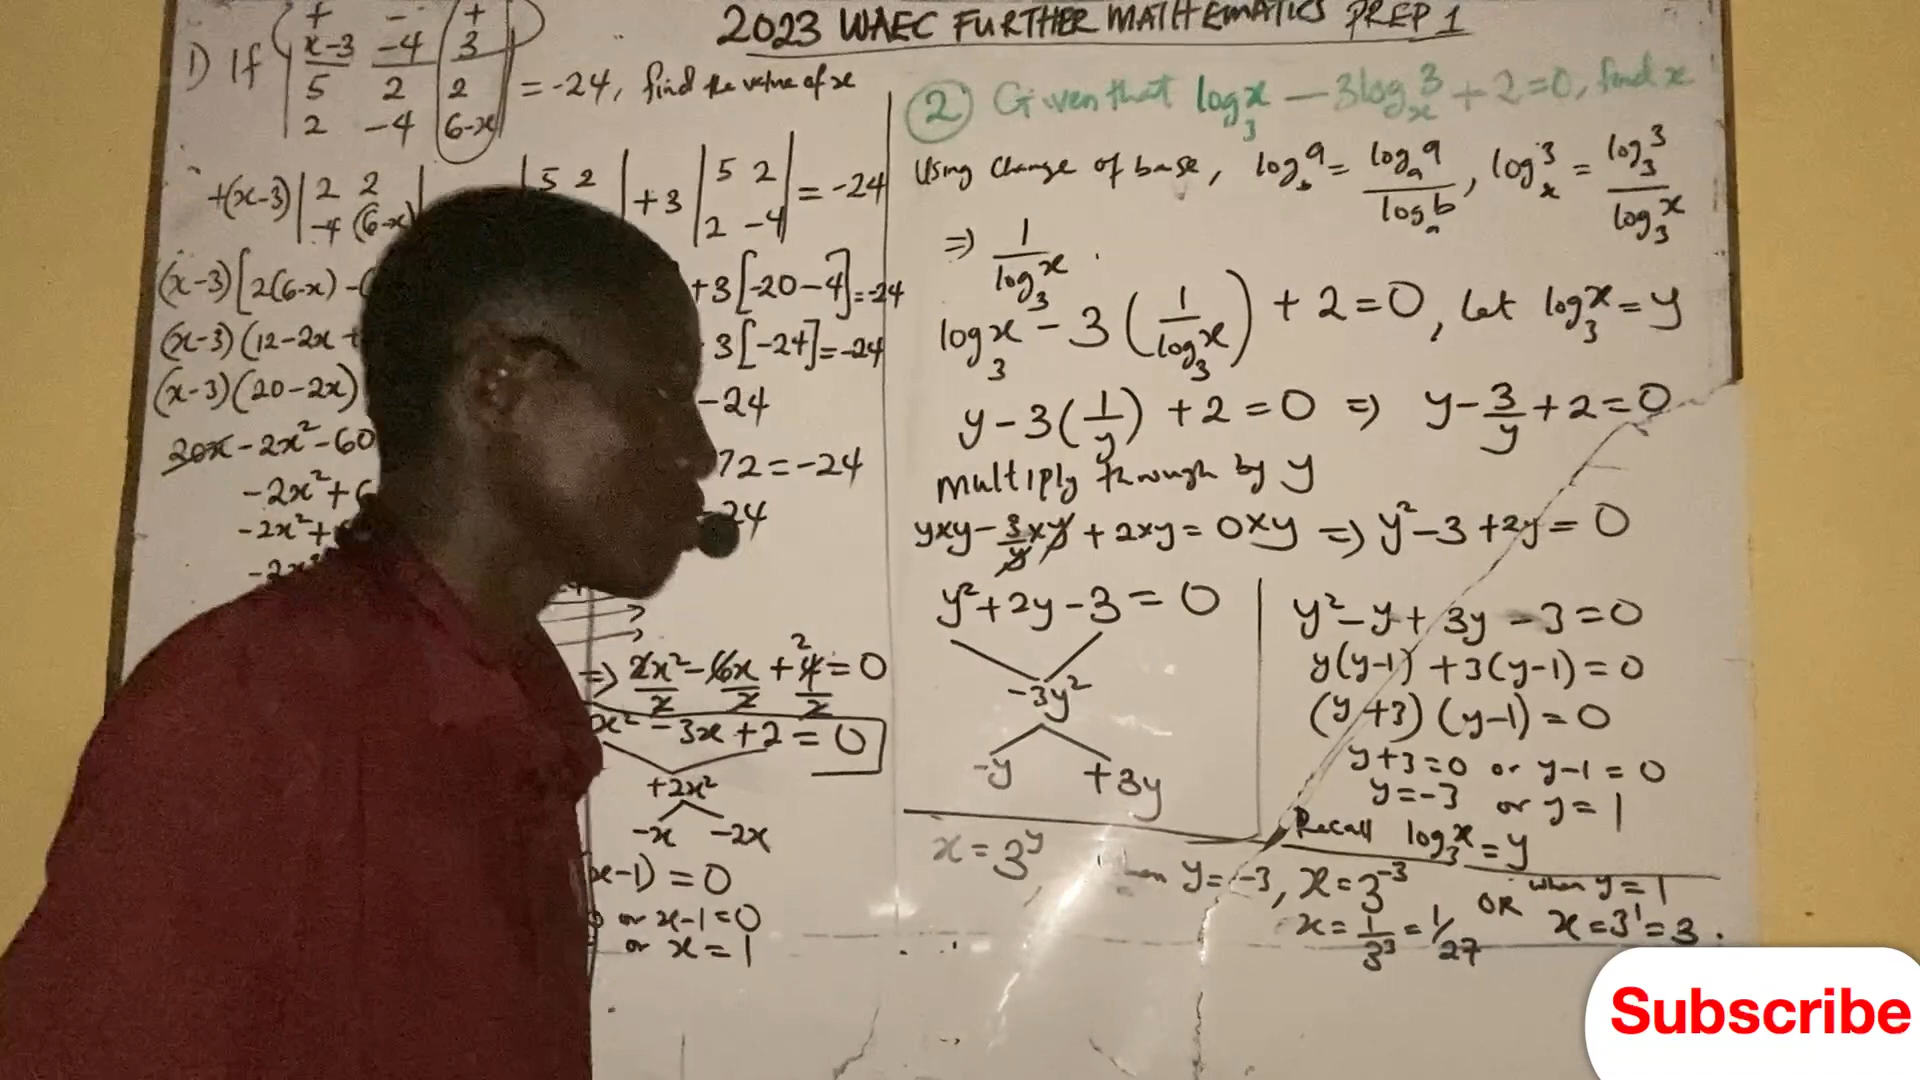 2023 WAEC FURTHER MATHEMATICS PREP 1
+ - +
1) If | x-3 -4 3 |
| 5 2 2 | = -24, find the value of x
| 2 -4 6-x |
+(x-3) | 2 2 | | 5 2 | +3 | 5 2 | = -24
| -4 (6-x) | | 2 -4 |
(x-3)[2(6-x) - +3[-20-4] = -24
(x-3)(12-2x + 3[-24] = -24
(x-3)(20-2x) -24
20x - 2x² - 60 72 = -24
-2x² + 24
-2x² +
-2x²
=> 2x²/2 - 6x/2 + 4/2 = 0
2
x² - 3x + 2 = 0
+2x²
-x -2x
x-1) = 0
or x-1 = 0
or x = 1
2 Given that log₃x - 3logₓ3 + 2 = 0, find x
Using Change of base, log_b a = log_a a / log_a b, logₓ3 = log₃3 / log₃x
=> 1 / log₃x .
log₃x - 3(1 / log₃x) + 2 = 0, Let log₃x = y
y - 3(1/y) + 2 = 0 => y - 3/y + 2 = 0
Multiply through by y
y×y - 3/y×y + 2×y = 0×y => y² - 3 + 2y = 0
y² + 2y - 3 = 0
-3y²
-y +3y
y² - y + 3y - 3 = 0
y(y-1) + 3(y-1) = 0
(y+3)(y-1) = 0
y+3 = 0 or y-1 = 0
y = -3 or y = 1
Recall log₃x = y
x = 3^y
y = -3, x = 3⁻³
x = 1/3³ = 1/27
OR when y = 1
x = 3¹ = 3.
Subscribe